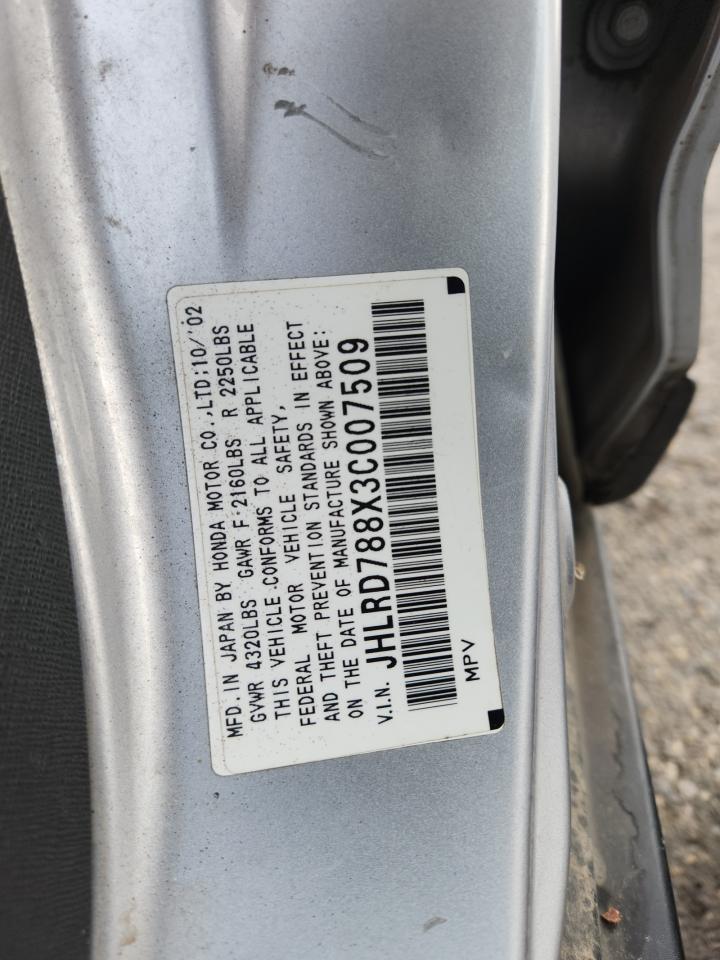 MFD. IN JAPAN BY HONDA MOTOR CO.,LTD:10/'02
GVWR 4320LBS GAWR F:2160LBS R 2250LBS
THIS VEHICLE CONFORMS TO ALL APPLICABLE
FEDERAL MOTOR VEHICLE SAFETY,
AND THEFT PREVENTION STANDARDS IN EFFECT
ON THE DATE OF MANUFACTURE SHOWN ABOVE:
V.I.N. JHLRD788X3C007509
MPV